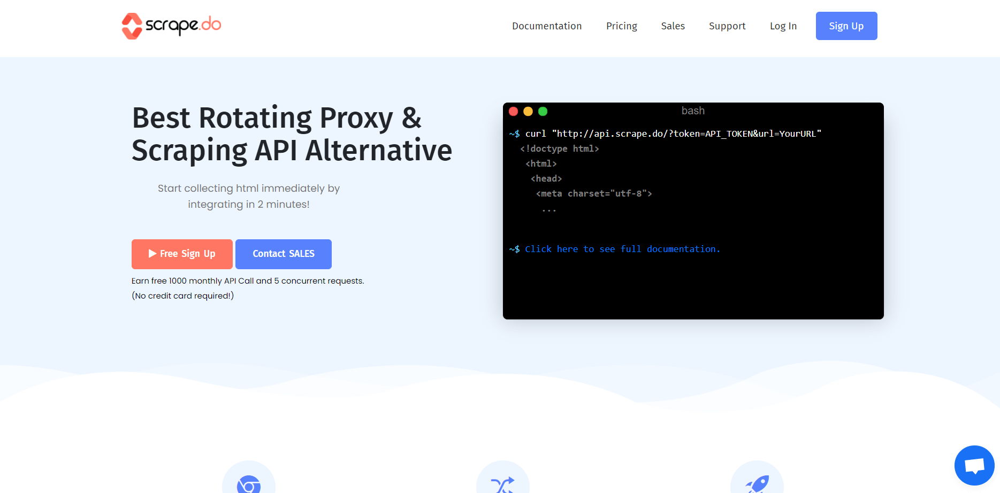 scrape.do
Documentation Pricing Sales Support Log In Sign Up
Best Rotating Proxy &
Scraping API Alternative
Start collecting html immediately by
integrating in 2 minutes!
Free Sign Up Contact SALES
Earn free 1000 monthly API Call and 5 concurrent requests.
(No credit card required!)
bash
~$ curl "http://api.scrape.do/?token=API_TOKEN&url=YourURL"
<!doctype html>
<html>
<head>
<meta charset="utf-8">
...
~$ Click here to see full documentation.